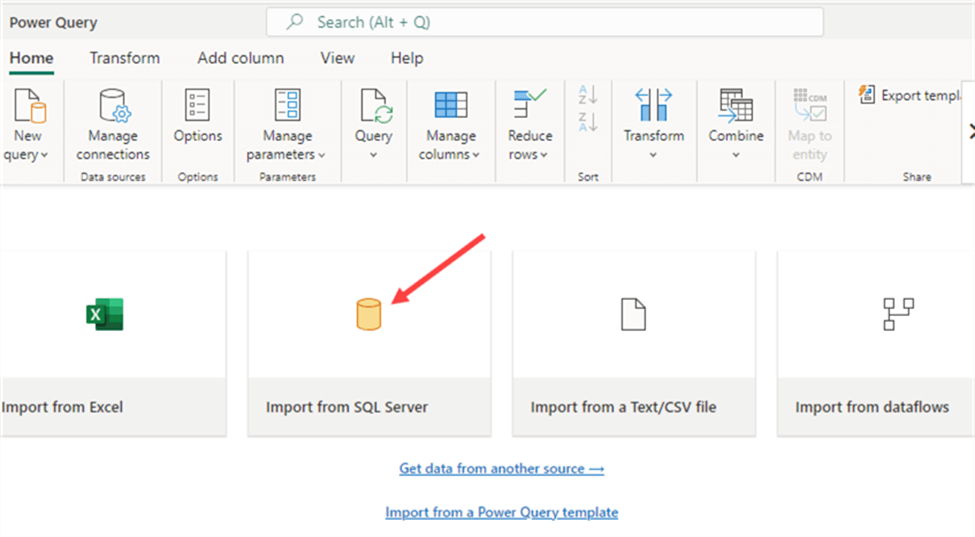 Power Query
Search (Alt + Q)
Home Transform Add column View Help
New query
Manage connections
Options
Manage parameters
Query
Manage columns
Reduce rows
A Z
Z A
Transform
Combine
CDM
Map to entity
Export templ
Data sources Options Parameters Sort CDM Share
X
Import from Excel
Import from SQL Server
Import from a Text/CSV file
Import from dataflows
Get data from another source →
Import from a Power Query template